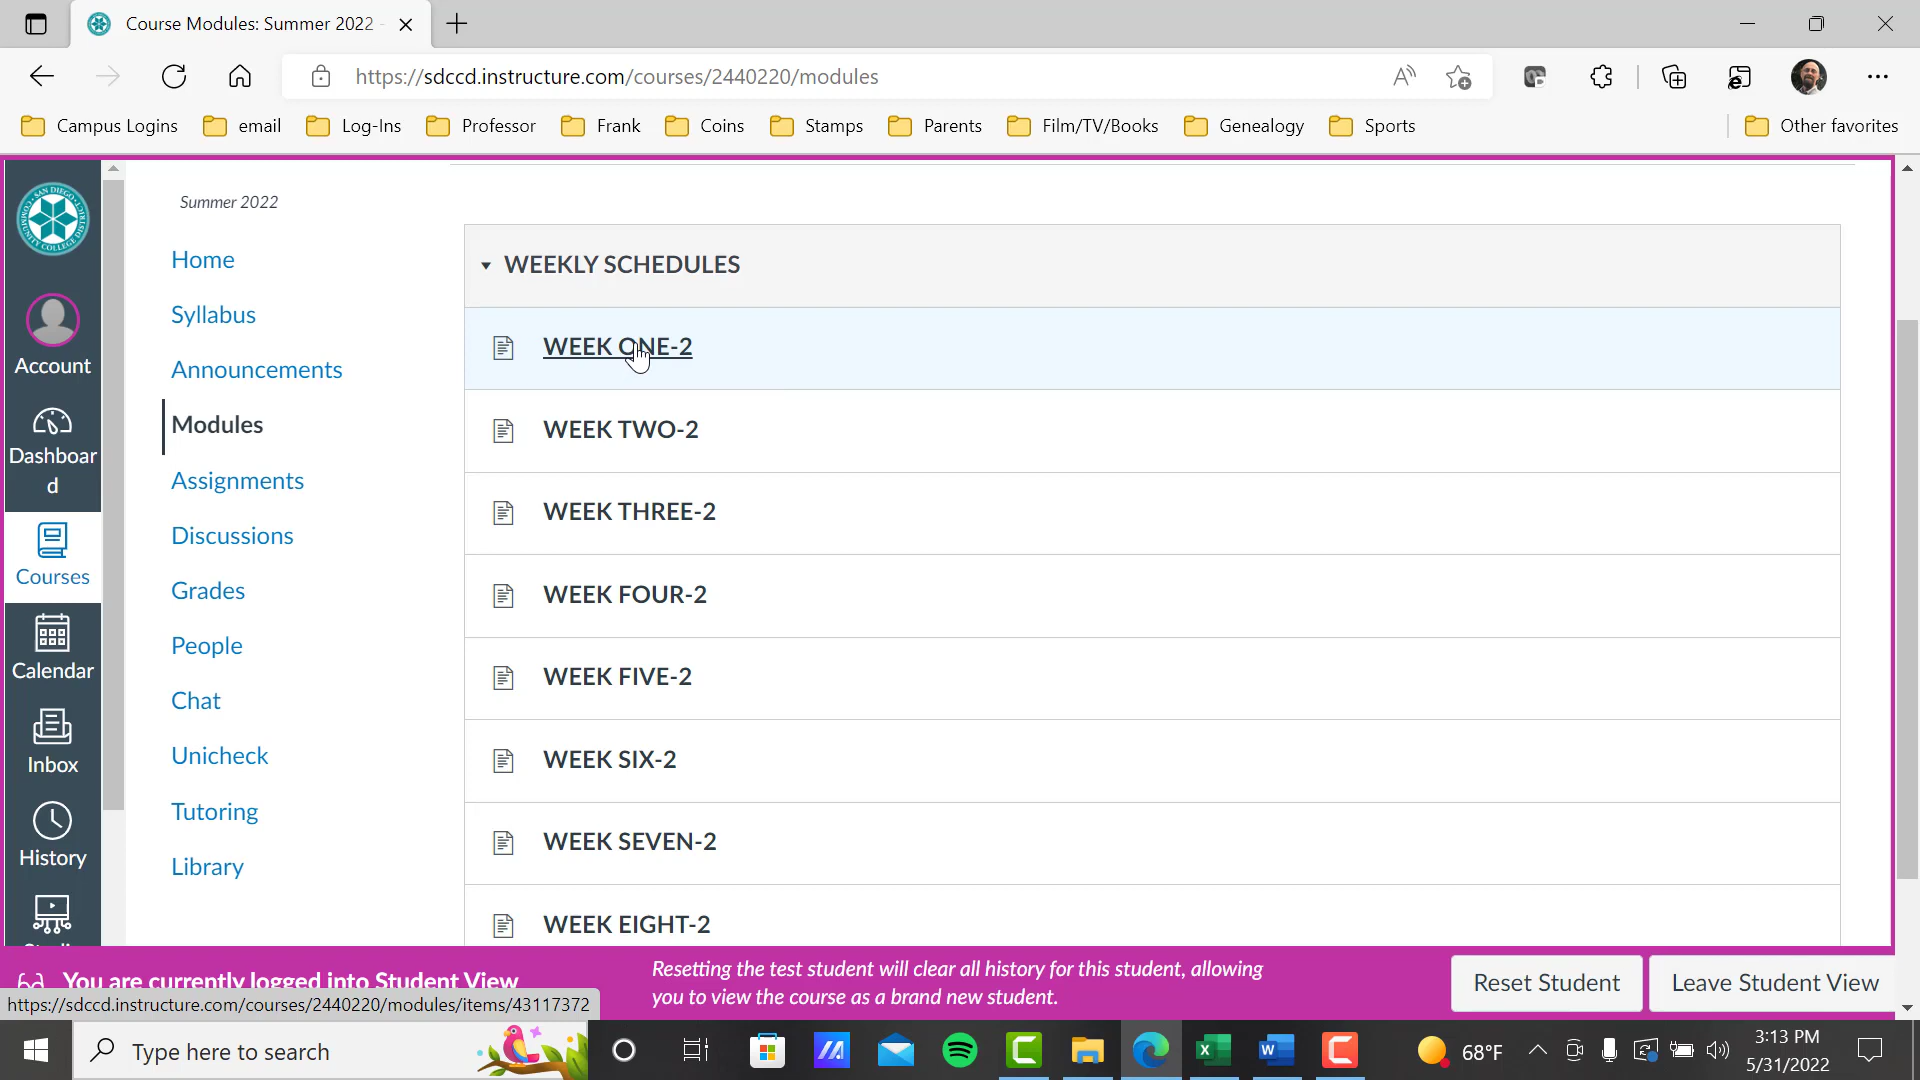 Course Modules: Summer 2022 -
https://sdccd.instructure.com/courses/2440220/modules
Campus Logins
email
Log-Ins
Professor
Frank
Coins
Stamps
Parents
Film/TV/Books
Genealogy
Sports
Other favorites
SAN DIEGO
COMMUNITY COLLEGE DISTRICT
Account
Dashboar
d
Courses
Calendar
Inbox
History
Summer 2022
Home
Syllabus
Announcements
Modules
Assignments
Discussions
Grades
People
Chat
Unicheck
Tutoring
Library
WEEKLY SCHEDULES
WEEK ONE-2
WEEK TWO-2
WEEK THREE-2
WEEK FOUR-2
WEEK FIVE-2
WEEK SIX-2
WEEK SEVEN-2
WEEK EIGHT-2
You are currently logged into Student View
Resetting the test student will clear all history for this student, allowing
you to view the course as a brand new student.
Reset Student
Leave Student View
https://sdccd.instructure.com/courses/2440220/modules/items/43117372
Type here to search
68°F
3:13 PM
5/31/2022